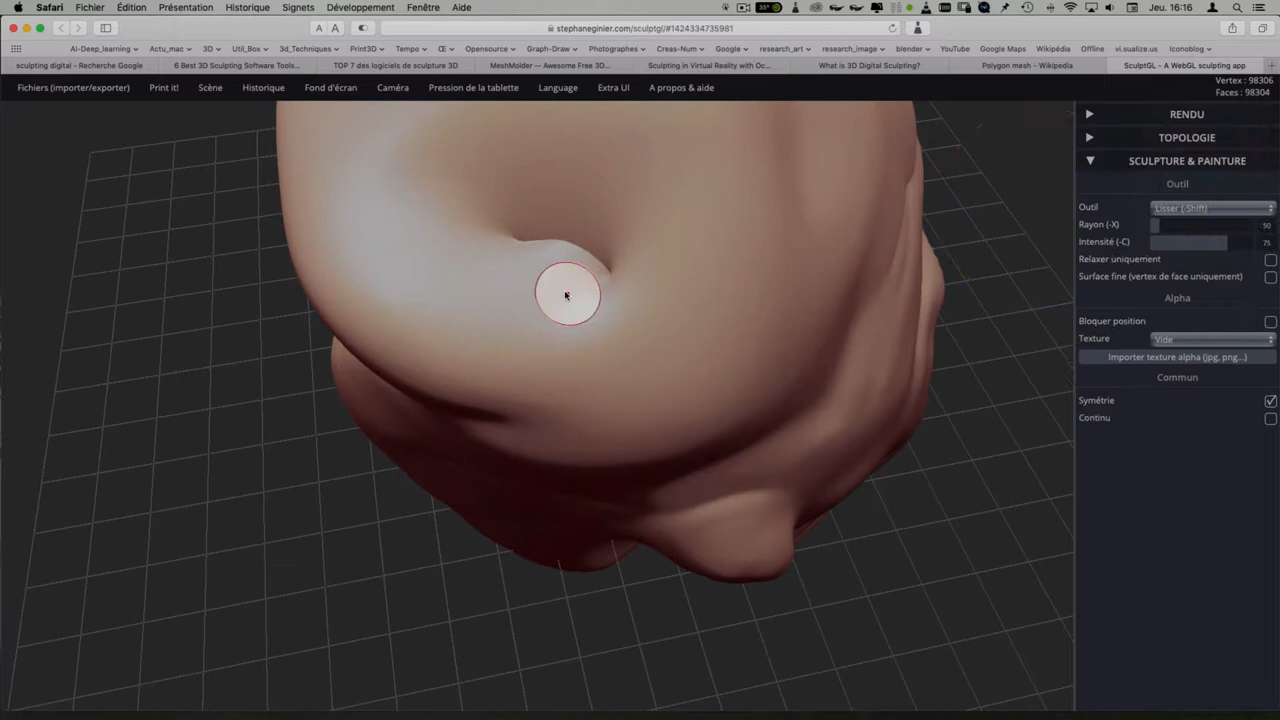 Safari Fichier Édition Présentation Historique Signets Développement Fenêtre Aide 35° Jeu. 16:16
A A stephaneginier.com/sculptgl/#1424334735981
AI-Deep_learning Actu_mac 3D Util_Box 3d_Techniques Print3D Tempo Œ Opensource Graph-Draw Photographes Creas-Num Google research_art research_image blender YouTube Google Maps Wikipédia Offline vi.sualize.us Iconoblog
sculpting digital - Recherche Google 6 Best 3D Sculpting Software Tools... TOP 7 des logiciels de sculpture 3D MeshMolder -- Awesome Free 3D... Sculpting in Virtual Reality with Oc... What is 3D Digital Sculpting? Polygon mesh - Wikipedia SculptGL - A WebGL sculpting app
Fichiers (importer/exporter) Print it! Scène Historique Fond d'écran Caméra Pression de la tablette Language Extra UI A propos & aide
Vertex : 98306
Faces : 98304
RENDU
TOPOLOGIE
SCULPTURE & PAINTURE
Outil
Outil Lisser (-Shift)
Rayon (-X) 50
Intensité (-C) 75
Relaxer uniquement
Surface fine (vertex de face uniquement)
Alpha
Bloquer position
Texture Vide
Importer texture alpha (jpg, png...)
Commun
Symétrie
Continu